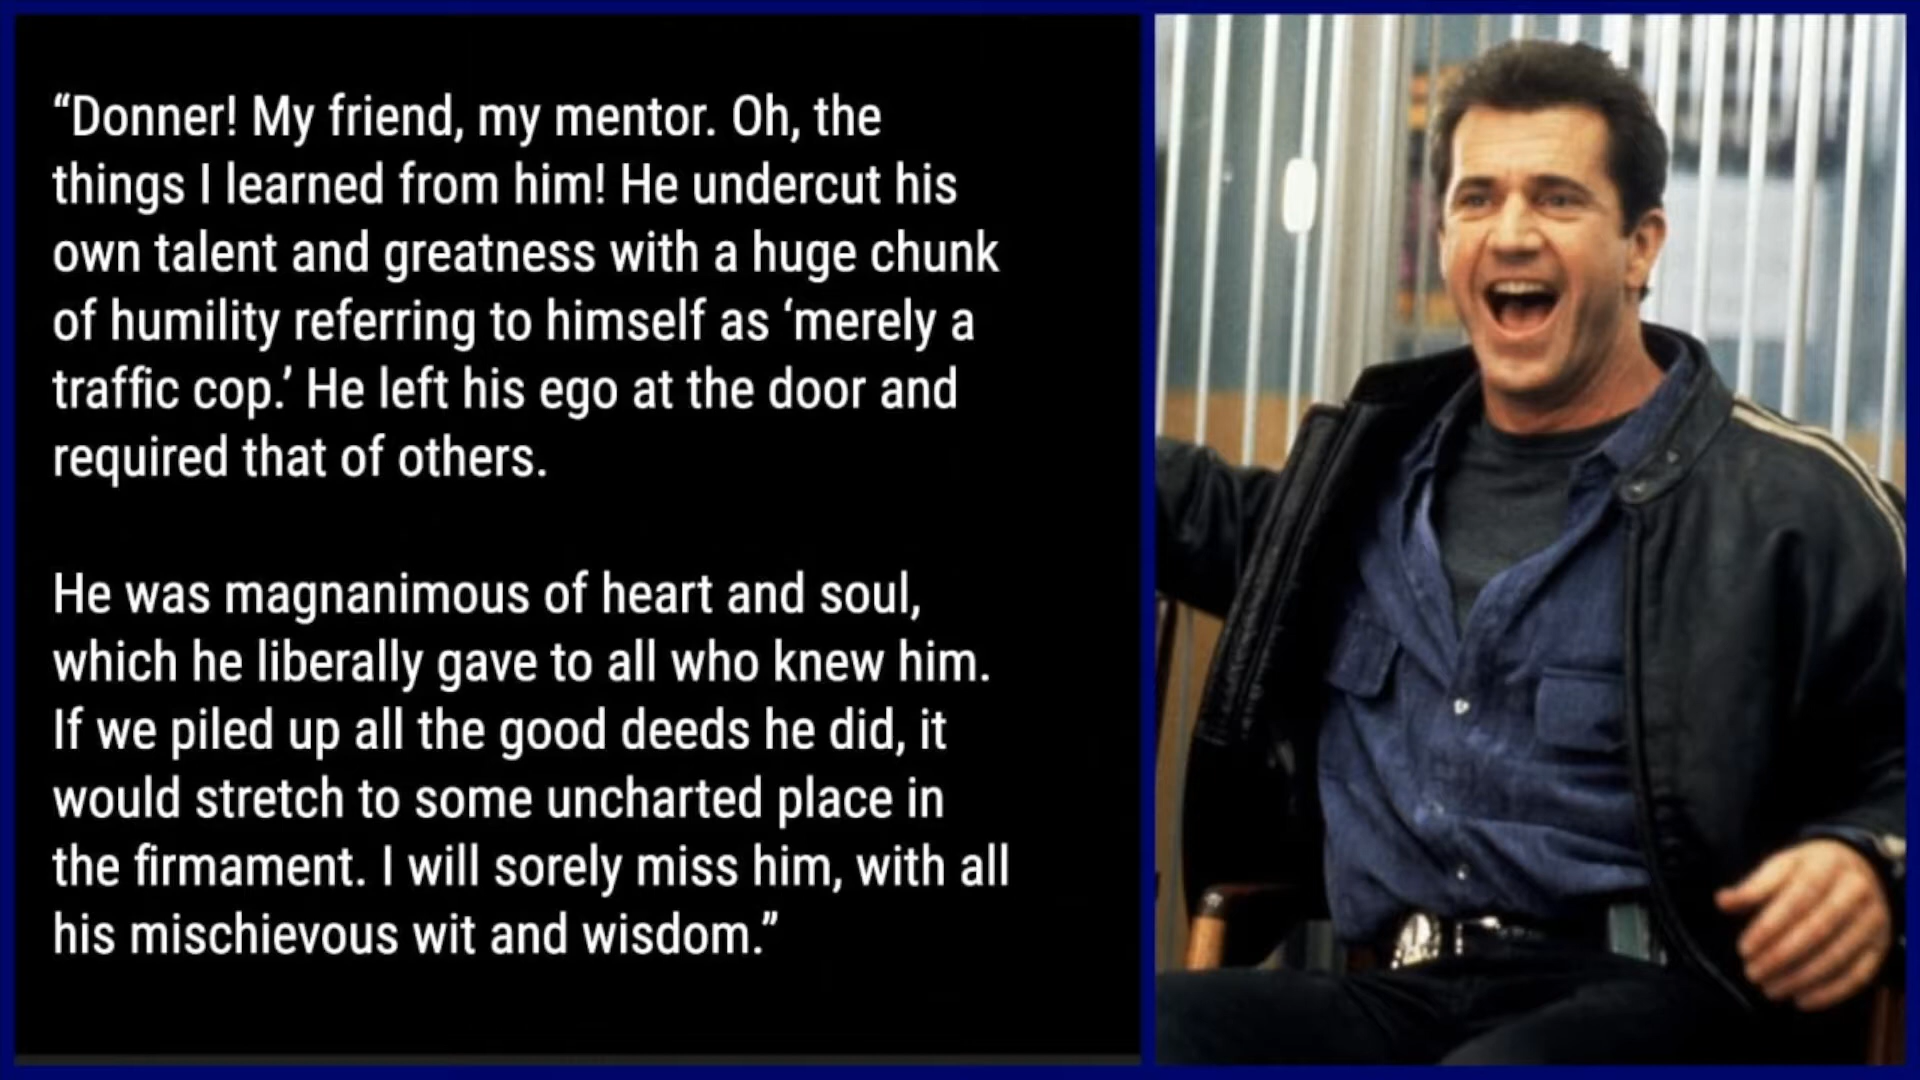 “Donner! My friend, my mentor. Oh, the
things I learned from him! He undercut his
own talent and greatness with a huge chunk
of humility referring to himself as ‘merely a
traffic cop.’ He left his ego at the door and
required that of others.
He was magnanimous of heart and soul,
which he liberally gave to all who knew him.
If we piled up all the good deeds he did, it
would stretch to some uncharted place in
the firmament. I will sorely miss him, with all
his mischievous wit and wisdom.”